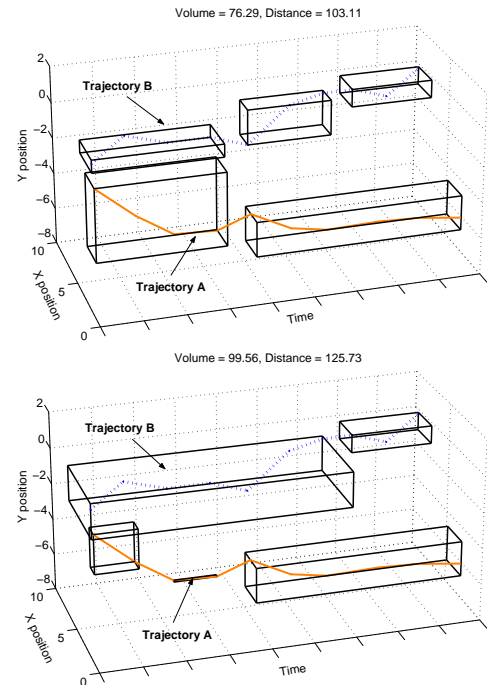 Volume = 76.29, Distance = 103.11
2
0
−2
−4
−6
−8
10
5
0
Y position
X position
Time
Trajectory B
Trajectory A
Volume = 99.56, Distance = 125.73
2
0
−2
−4
−6
−8
10
5
0
Y position
X position
Time
Trajectory B
Trajectory A